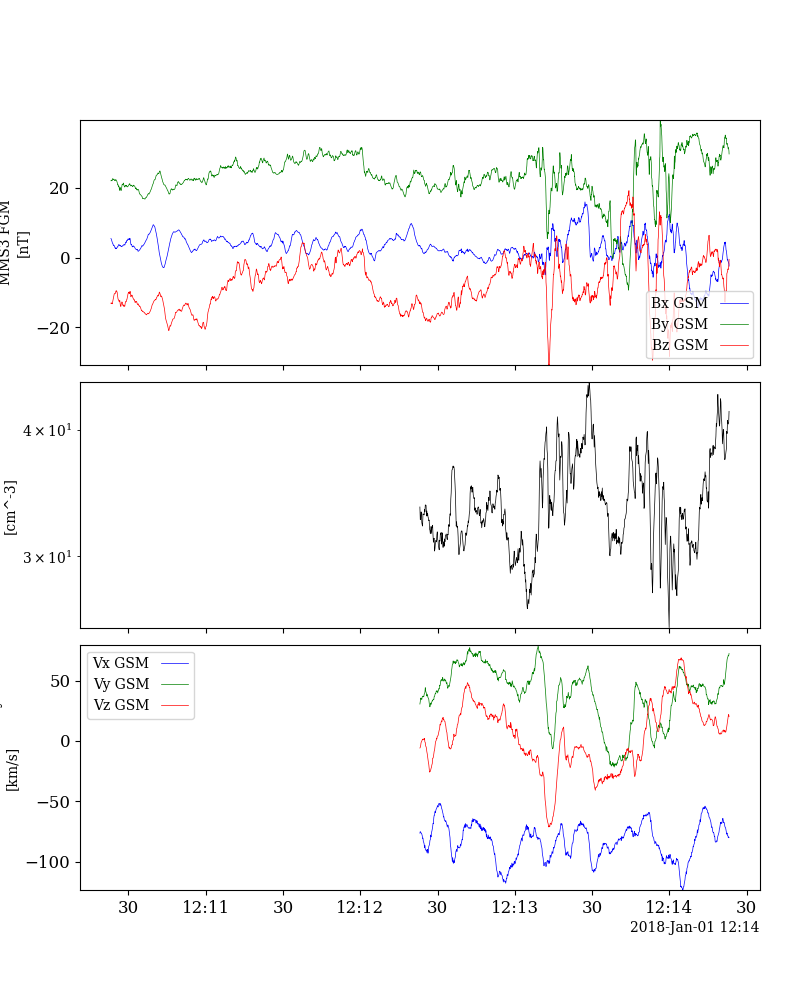 MMS3 FGM
[nT]
20
0
−20
Bx GSM
By GSM
Bz GSM
[cm^-3]
4 × 10¹
3 × 10¹
[km/s]
50
0
−50
−100
Vx GSM
Vy GSM
Vz GSM
30 12:11 30 12:12 30 12:13 30 12:14 30
2018-Jan-01 12:14